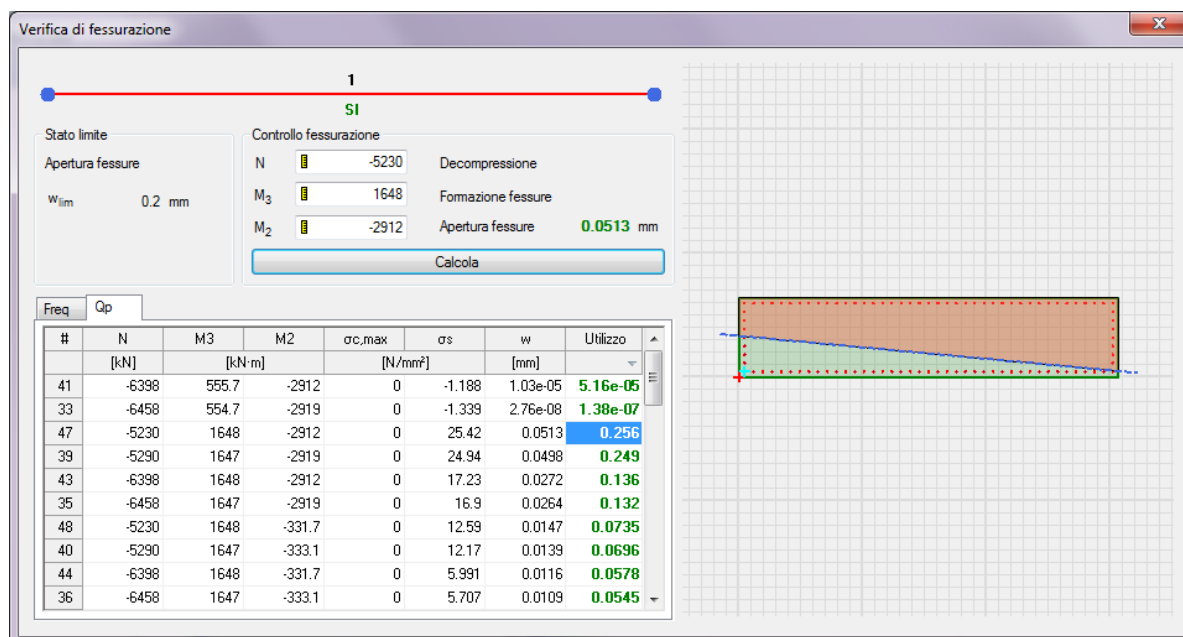 Verifica di fessurazione
1
SI
Stato limite
Apertura fessure
wlim 0.2 mm
Controllo fessurazione
N -5230 Decompressione
M3 1648 Formazione fessure
M2 -2912 Apertura fessure 0.0513 mm
Calcola
Freq Qp
# N M3 M2 σc,max σs w Utilizzo
[kN] [kN·m] [N/mm²] [mm]
41 -6398 555.7 -2912 0 -1.188 1.03e-05 5.16e-05
33 -6458 554.7 -2919 0 -1.339 2.76e-08 1.38e-07
47 -5230 1648 -2912 0 25.42 0.0513 0.256
39 -5290 1647 -2919 0 24.94 0.0498 0.249
43 -6398 1648 -2912 0 17.23 0.0272 0.136
35 -6458 1647 -2919 0 16.9 0.0264 0.132
48 -5230 1648 -331.7 0 12.59 0.0147 0.0735
40 -5290 1647 -333.1 0 12.17 0.0139 0.0696
44 -6398 1648 -331.7 0 5.991 0.0116 0.0578
36 -6458 1647 -333.1 0 5.707 0.0109 0.0545